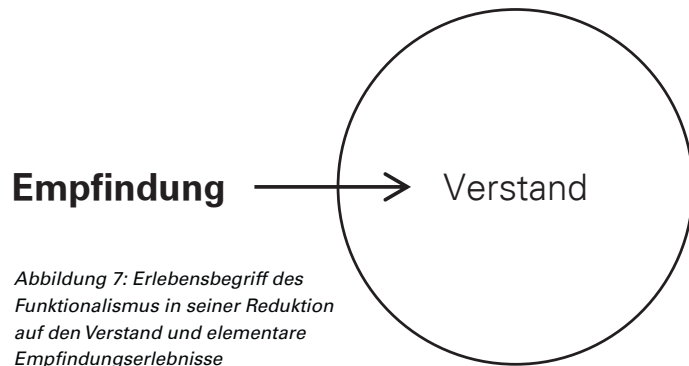 Empfindung
Verstand
Abbildung 7: Erlebensbegriff des
Funktionalismus in seiner Reduktion
auf den Verstand und elementare
Empfindungserlebnisse